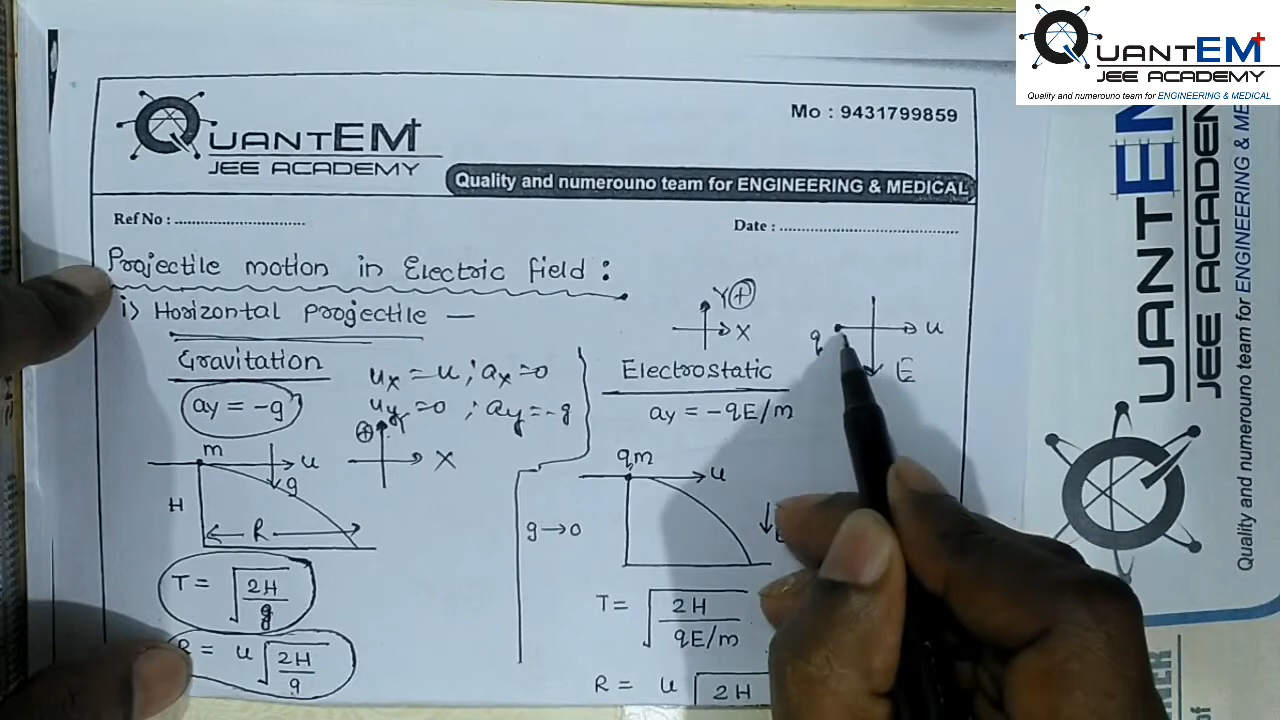 QUANTEM+
JEE ACADEMY
Quality and numerouno team for ENGINEERING & MEDICAL
QUANTEM+
JEE ACADEMY
Mo : 9431799859
Quality and numerouno team for ENGINEERING & MEDICAL
Ref No : ..............................
Date : .........................................
Projectile motion in Electric field :
i) Horizontal projectile —
Y (+)
X
q
u
E
Gravitation
ux = u ; ax = 0
ay = -g
uy = 0 ; ay = -g
Electrostatic
ay = -qE/m
m
u
g
H
R
(+)
X
g → 0
qm
u
T = √2H/g
T = √2H/qE/m
R = u√2H/g
R = u√2H
QUANTEM
JEE ACADEMY
Quality and numerouno team for ENGINEERING & ME